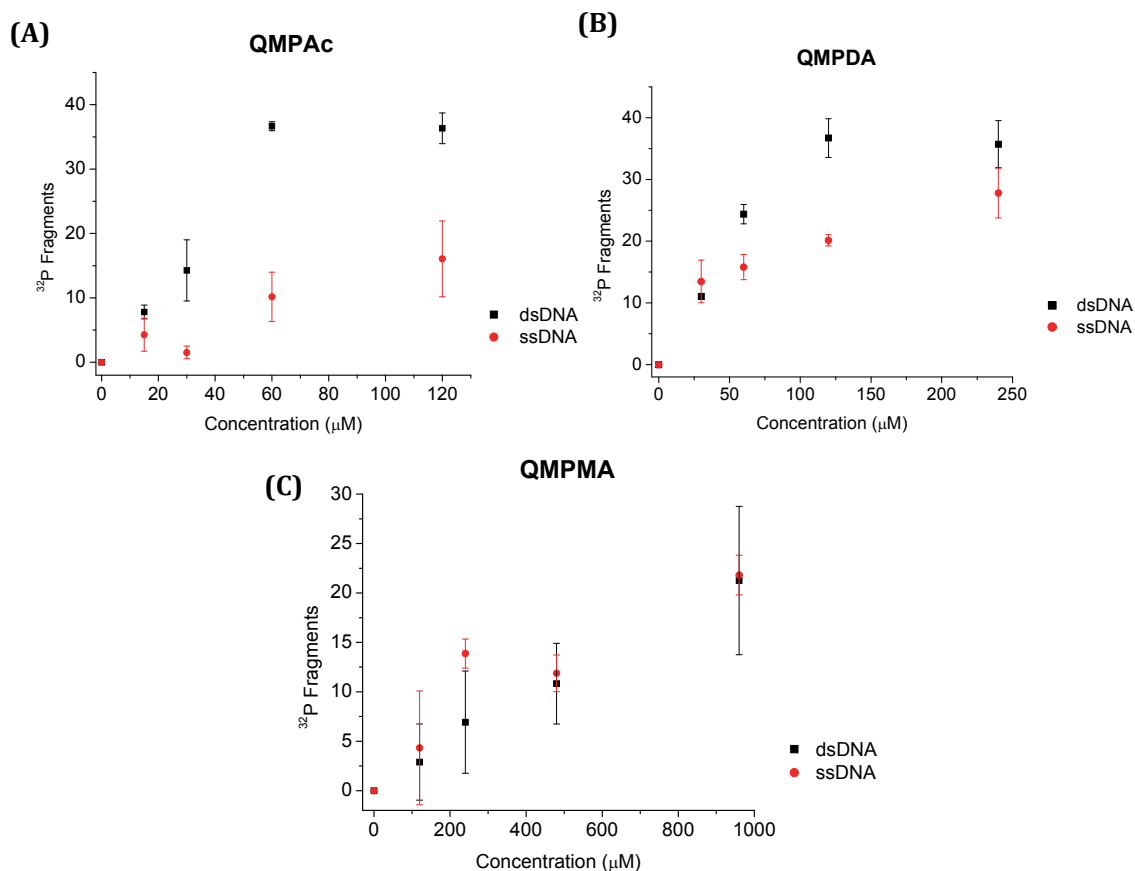 (A)
QMPAc
40
30
20
10
0
³²P Fragments
0 20 40 60 80 100 120
Concentration (μM)
dsDNA
ssDNA
(B)
QMPDA
40
30
20
10
0
³²P Fragments
0 50 100 150 200 250
Concentration (μM)
dsDNA
ssDNA
(C)
QMPMA
30
25
20
15
10
5
0
³²P Fragments
0 200 400 600 800 1000
Concentration (μM)
dsDNA
ssDNA